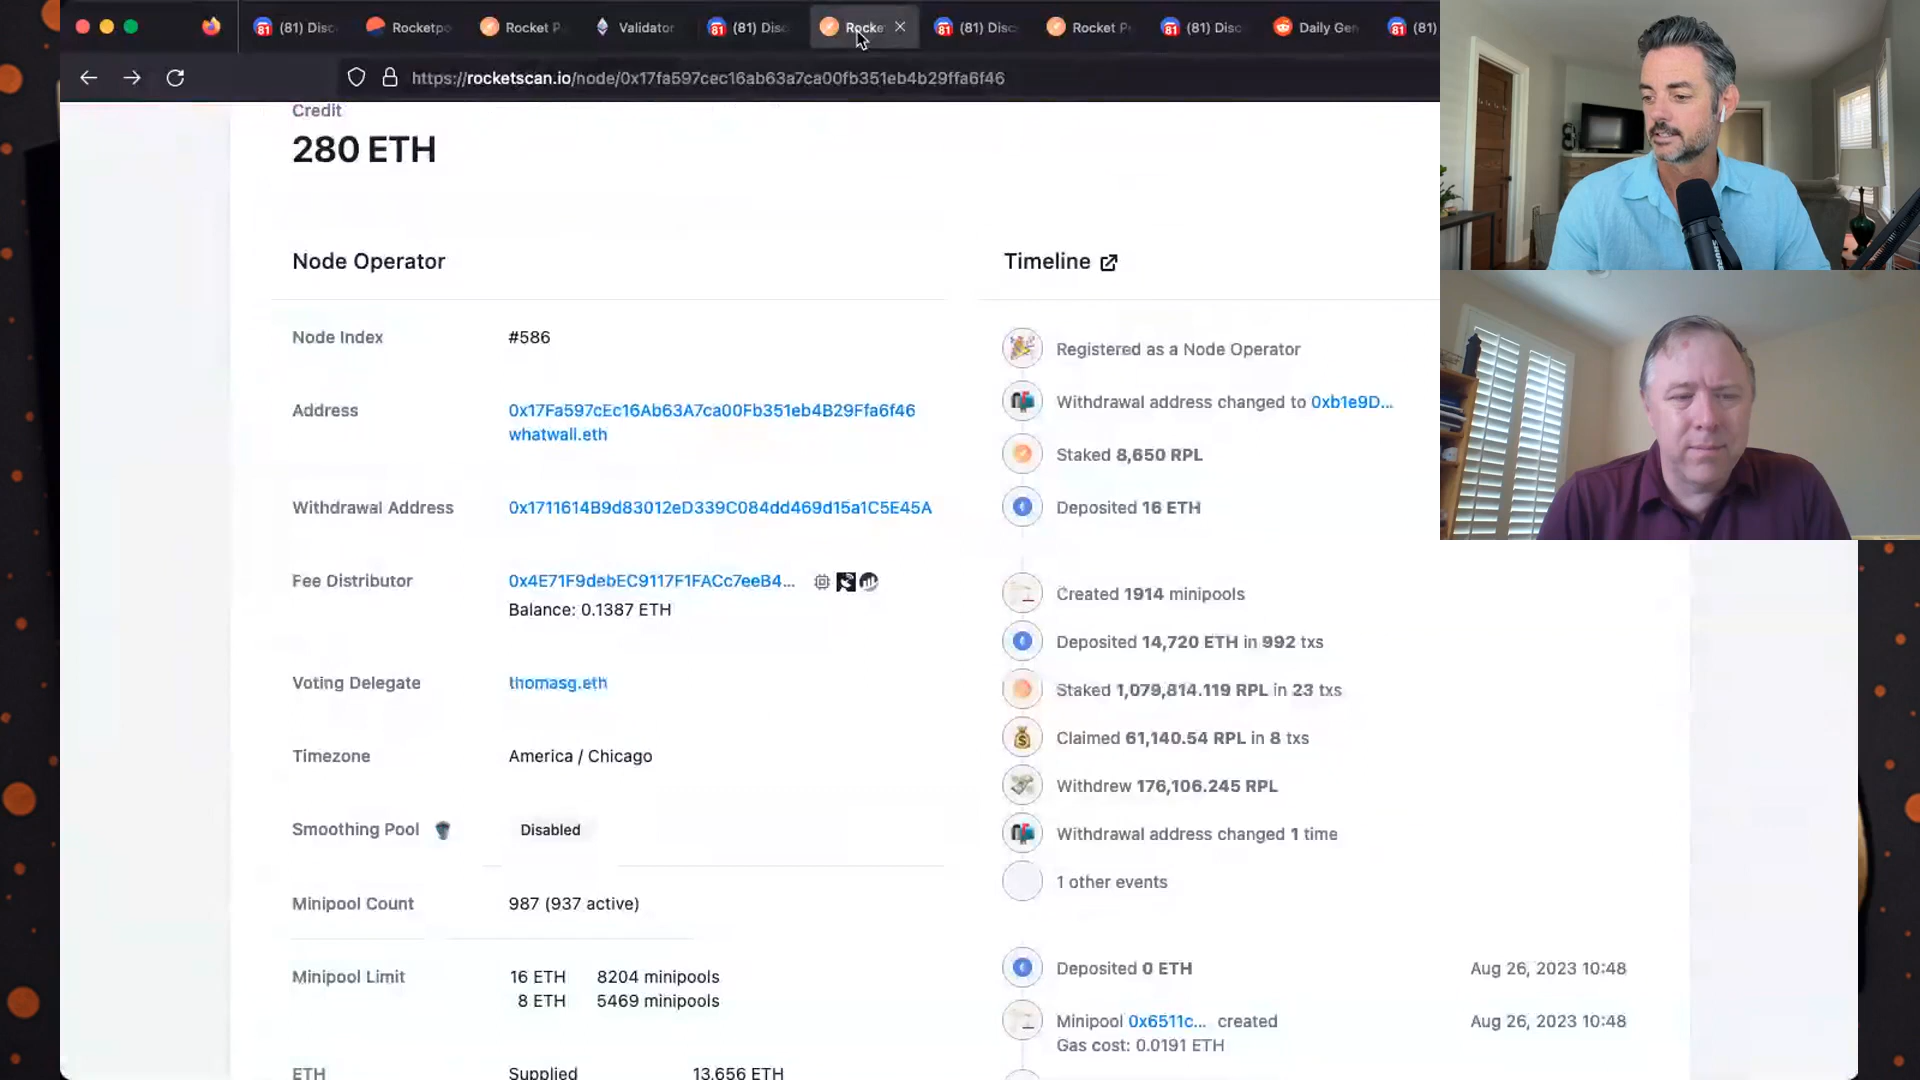 (81) Disc
Rocketpo
Rocket P
Validator
(81) Disc
Rocke
(81) Disc
Rocket P
(81) Disc
Daily Gen
(81)
https://rocketscan.io/node/0x17fa597cec16ab63a7ca00fb351eb4b29ffa6f46
Credit
280 ETH
Node Operator
Node Index #586
Address 0x17Fa597cEc16Ab63A7ca00Fb351eb4B29Ffa6f46
whatwall.eth
Withdrawal Address 0x1711614B9d83012eD339C084dd469d15a1C5E45A
Fee Distributor 0x4E71F9debEC9117F1FACc7eeB4...
Balance: 0.1387 ETH
Voting Delegate thomasg.eth
Timezone America / Chicago
Smoothing Pool Disabled
Minipool Count 987 (937 active)
Minipool Limit 16 ETH 8204 minipools
8 ETH 5469 minipools
ETH Supplied 13,656 ETH
Timeline
Registered as a Node Operator
Withdrawal address changed to 0xb1e9D...
Staked 8,650 RPL
Deposited 16 ETH
Created 1914 minipools
Deposited 14,720 ETH in 992 txs
Staked 1,079,814.119 RPL in 23 txs
Claimed 61,140.54 RPL in 8 txs
Withdrew 176,106.245 RPL
Withdrawal address changed 1 time
1 other events
Deposited 0 ETH Aug 26, 2023 10:48
Minipool 0x6511c... created Aug 26, 2023 10:48
Gas cost: 0.0191 ETH